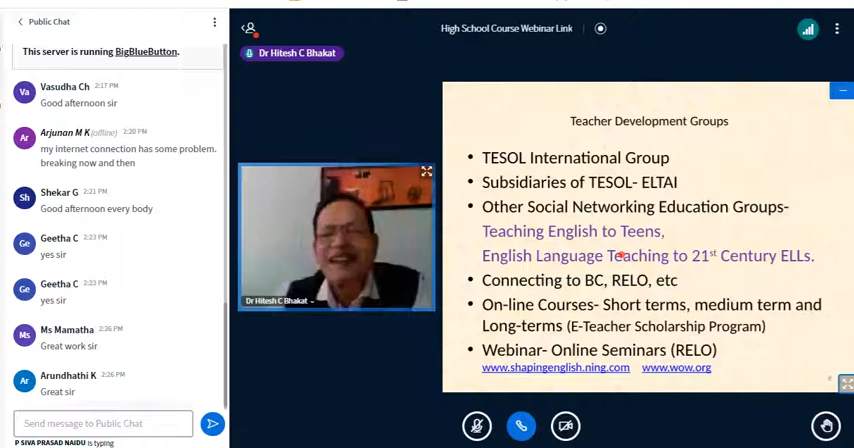 Public Chat
This server is running BigBlueButton.
Va
Vasudha Ch 2:17 PM
Good afternoon sir
Ar
Arjunan M K (offline) 2:20 PM
my internet connection has some problem.
breaking now and then
Sh
Shekar G 2:21 PM
Good afternoon every body
Ge
Geetha C 2:23 PM
yes sir
Ge
Geetha C 2:23 PM
yes sir
Ms
Ms Mamatha 2:26 PM
Great work sir
Ar
Arundhathi K 2:26 PM
Great sir
Send message to Public Chat
P SIVA PRASAD NAIDU is typing
High School Course Webinar Link
Dr Hitesh C Bhakat
Dr Hitesh C Bhakat
Teacher Development Groups
• TESOL International Group
• Subsidiaries of TESOL- ELTAI
• Other Social Networking Education Groups-
Teaching English to Teens,
English Language Teaching to 21st Century ELLs.
• Connecting to BC, RELO, etc
• On-line Courses- Short terms, medium term and
Long-terms (E-Teacher Scholarship Program)
• Webinar- Online Seminars (RELO)
www.shapingenglish.ning.com www.wow.org